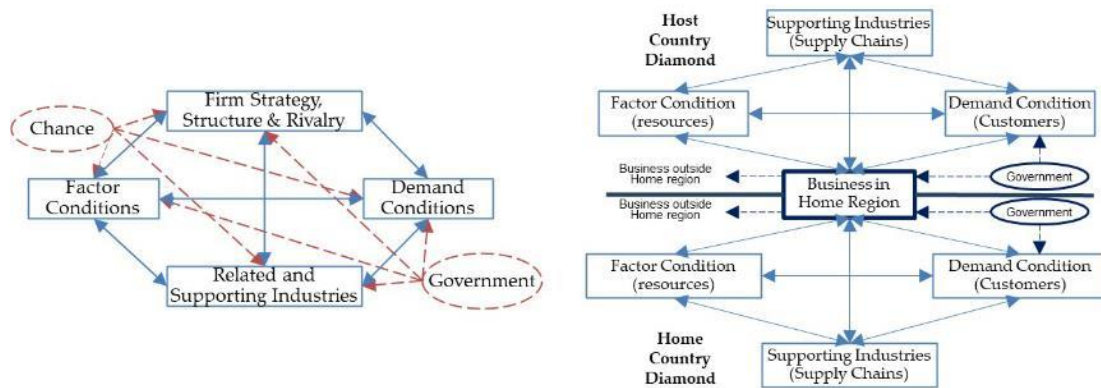 Firm Strategy,
Structure & Rivalry
Chance
Factor
Conditions
Demand
Conditions
Related and
Supporting Industries
Government
Host
Country
Diamond
Supporting Industries
(Supply Chains)
Factor Condition
(resources)
Demand Condition
(Customers)
Business outside
Home region
Government
Business in
Home Region
Business outside
Home region
Government
Factor Condition
(resources)
Demand Condition
(Customers)
Home
Country
Diamond
Supporting Industries
(Supply Chains)